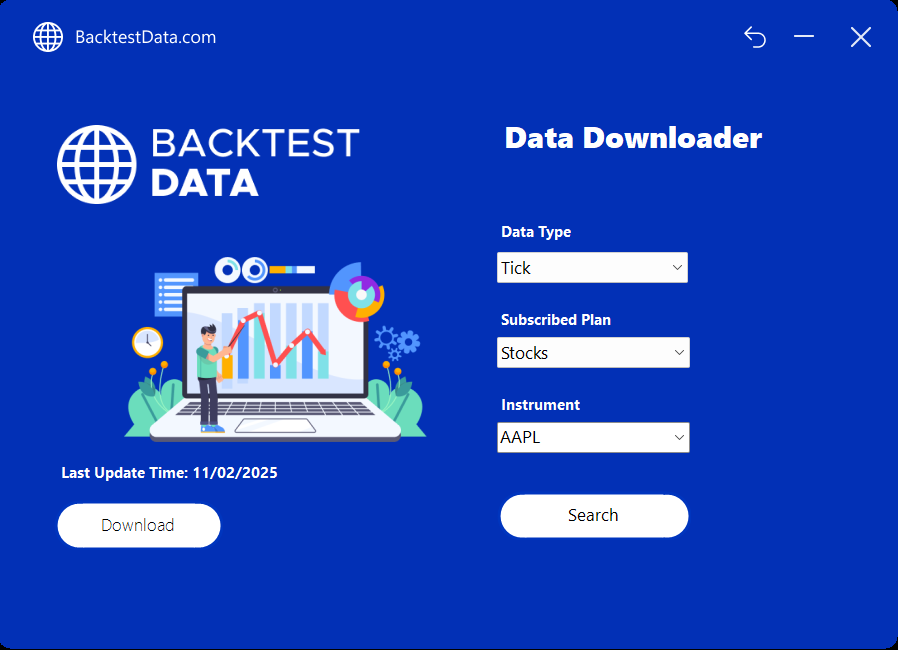 BacktestData.com
BACKTEST
DATA
Last Update Time: 11/02/2025
Download
Data Downloader
Data Type
Tick
Subscribed Plan
Stocks
Instrument
AAPL
Search